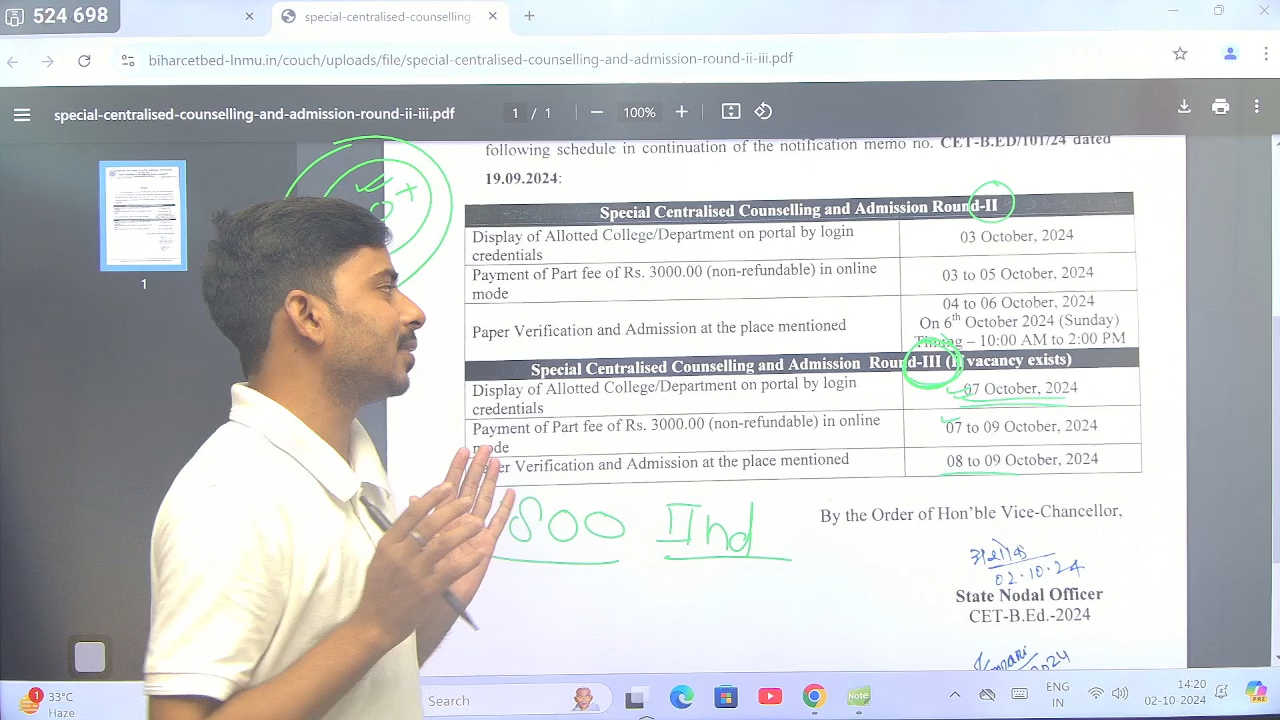 524 698
special-centralised-counselling
biharcetbed-lnmu.in/couch/uploads/file/special-centralised-counselling-and-admission-round-ii-iii.pdf
special-centralised-counselling-and-admission-round-ii-iii.pdf
1 / 1
100%
following schedule in continuation of the notification memo no. CET-B.ED/101/24 dated
19.09.2024:
Special Centralised Counselling and Admission Round-II
Display of Allotted College/Department on portal by login credentials
03 October, 2024
Payment of Part fee of Rs. 3000.00 (non-refundable) in online mode
03 to 05 October, 2024
Paper Verification and Admission at the place mentioned
04 to 06 October, 2024
On 6th October 2024 (Sunday)
Timing – 10:00 AM to 2:00 PM
Special Centralised Counselling and Admission Round-III (If vacancy exists)
Display of Allotted College/Department on portal by login
credentials
07 October, 2024
Payment of Part fee of Rs. 3000.00 (non-refundable) in online
mode
07 to 09 October, 2024
Paper Verification and Admission at the place mentioned
08 to 09 October, 2024
800 IInd
By the Order of Hon'ble Vice-Chancellor,
02.10.24
State Nodal Officer
CET-B.Ed.-2024
1
33°C
Haze
Search
Note
ENG
IN
14:20
02-10-2024
PRE